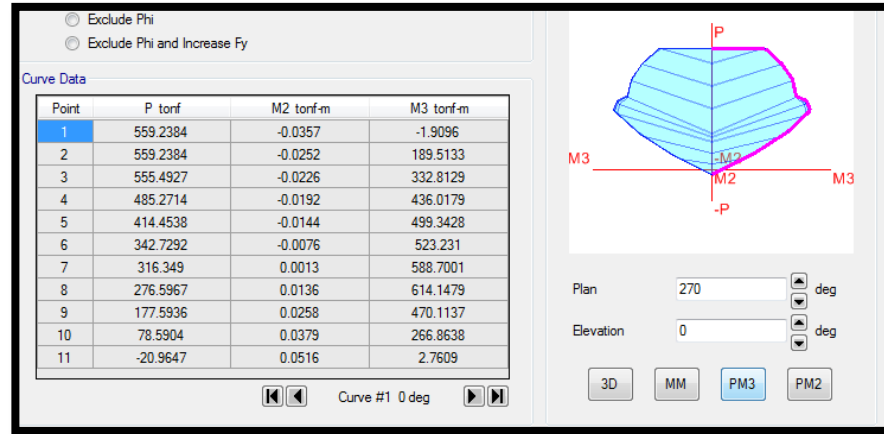 Exclude Phi
Exclude Phi and Increase Fy
Curve Data
Point P tonf M2 tonf-m M3 tonf-m
1 559.2384 -0.0357 -1.9096
2 559.2384 -0.0252 189.5133
3 555.4927 -0.0226 332.8129
4 485.2714 -0.0192 436.0179
5 414.4538 -0.0144 499.3428
6 342.7292 -0.0076 523.231
7 316.349 0.0013 588.7001
8 276.5967 0.0136 614.1479
9 177.5936 0.0258 470.1137
10 78.5904 0.0379 266.8638
11 -20.9647 0.0516 2.7609
Curve #1 0 deg
P
M3
-M2
M2
M3
-P
Plan 270 deg
Elevation 0 deg
3D MM PM3 PM2